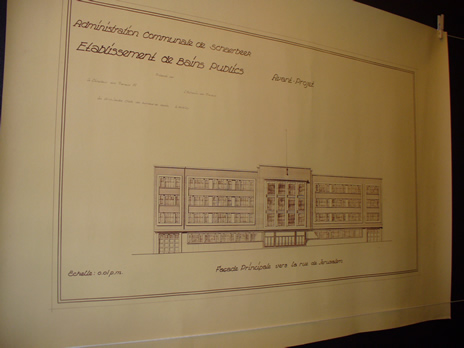 Administration Communale de Schaerbeek
Etablissement de Bains Publics
Avant-Projet
Façade Principale vers la rue de Jérusalem
Echelle: 0.01 p.m.